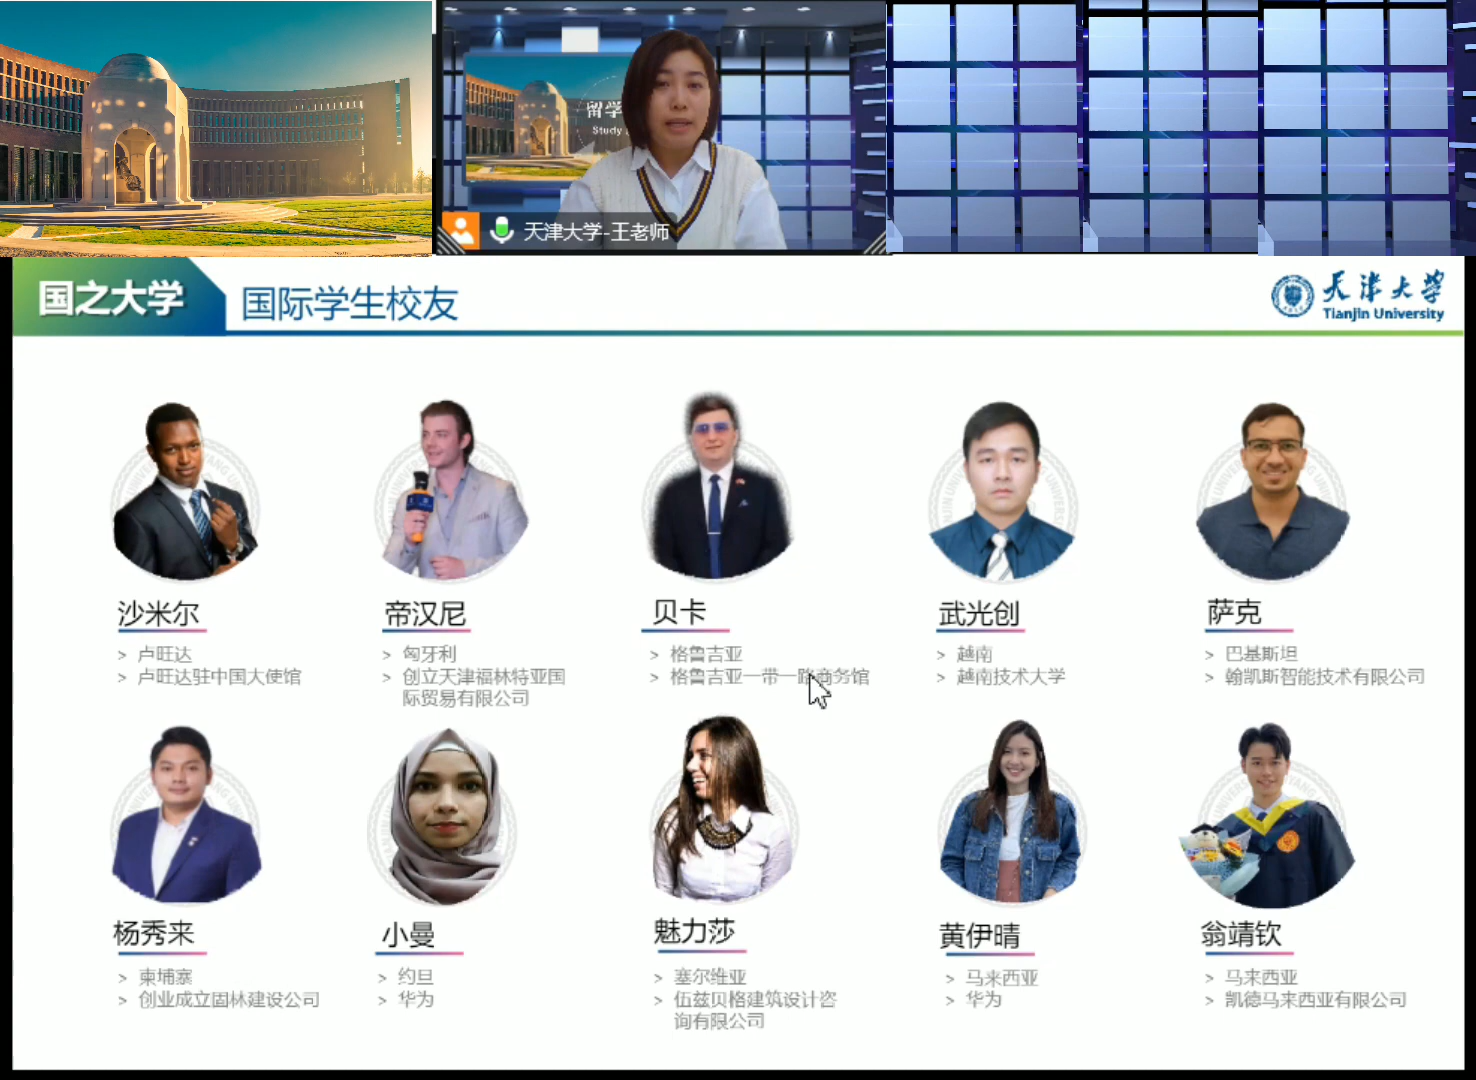 留学
Study
天津大学-王老师
国之大学
国际学生校友
天津大学
Tianjin University
沙米尔
> 卢旺达
> 卢旺达驻中国大使馆
帝汉尼
> 匈牙利
> 创立天津福林特亚国
际贸易有限公司
贝卡
> 格鲁吉亚
> 格鲁吉亚一带一路商务馆
武光创
> 越南
> 越南技术大学
萨克
> 巴基斯坦
> 翰凯斯智能技术有限公司
杨秀来
> 柬埔寨
> 创业成立固林建设公司
小曼
> 约旦
> 华为
魅力莎
> 塞尔维亚
> 伍兹贝格建筑设计咨
询有限公司
黄伊晴
> 马来西亚
> 华为
翁靖钦
> 马来西亚
> 凯德马来西亚有限公司